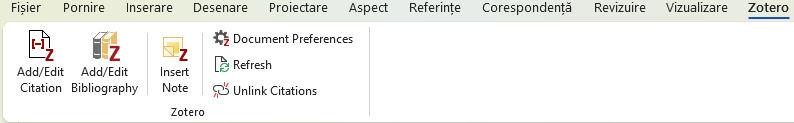 Fișier Pornire Inserare Desenare Proiectare Aspect Referințe Corespondență Revizuire Vizualizare Zotero
Add/Edit Citation
Add/Edit Bibliography
Insert Note
Document Preferences
Refresh
Unlink Citations
Zotero